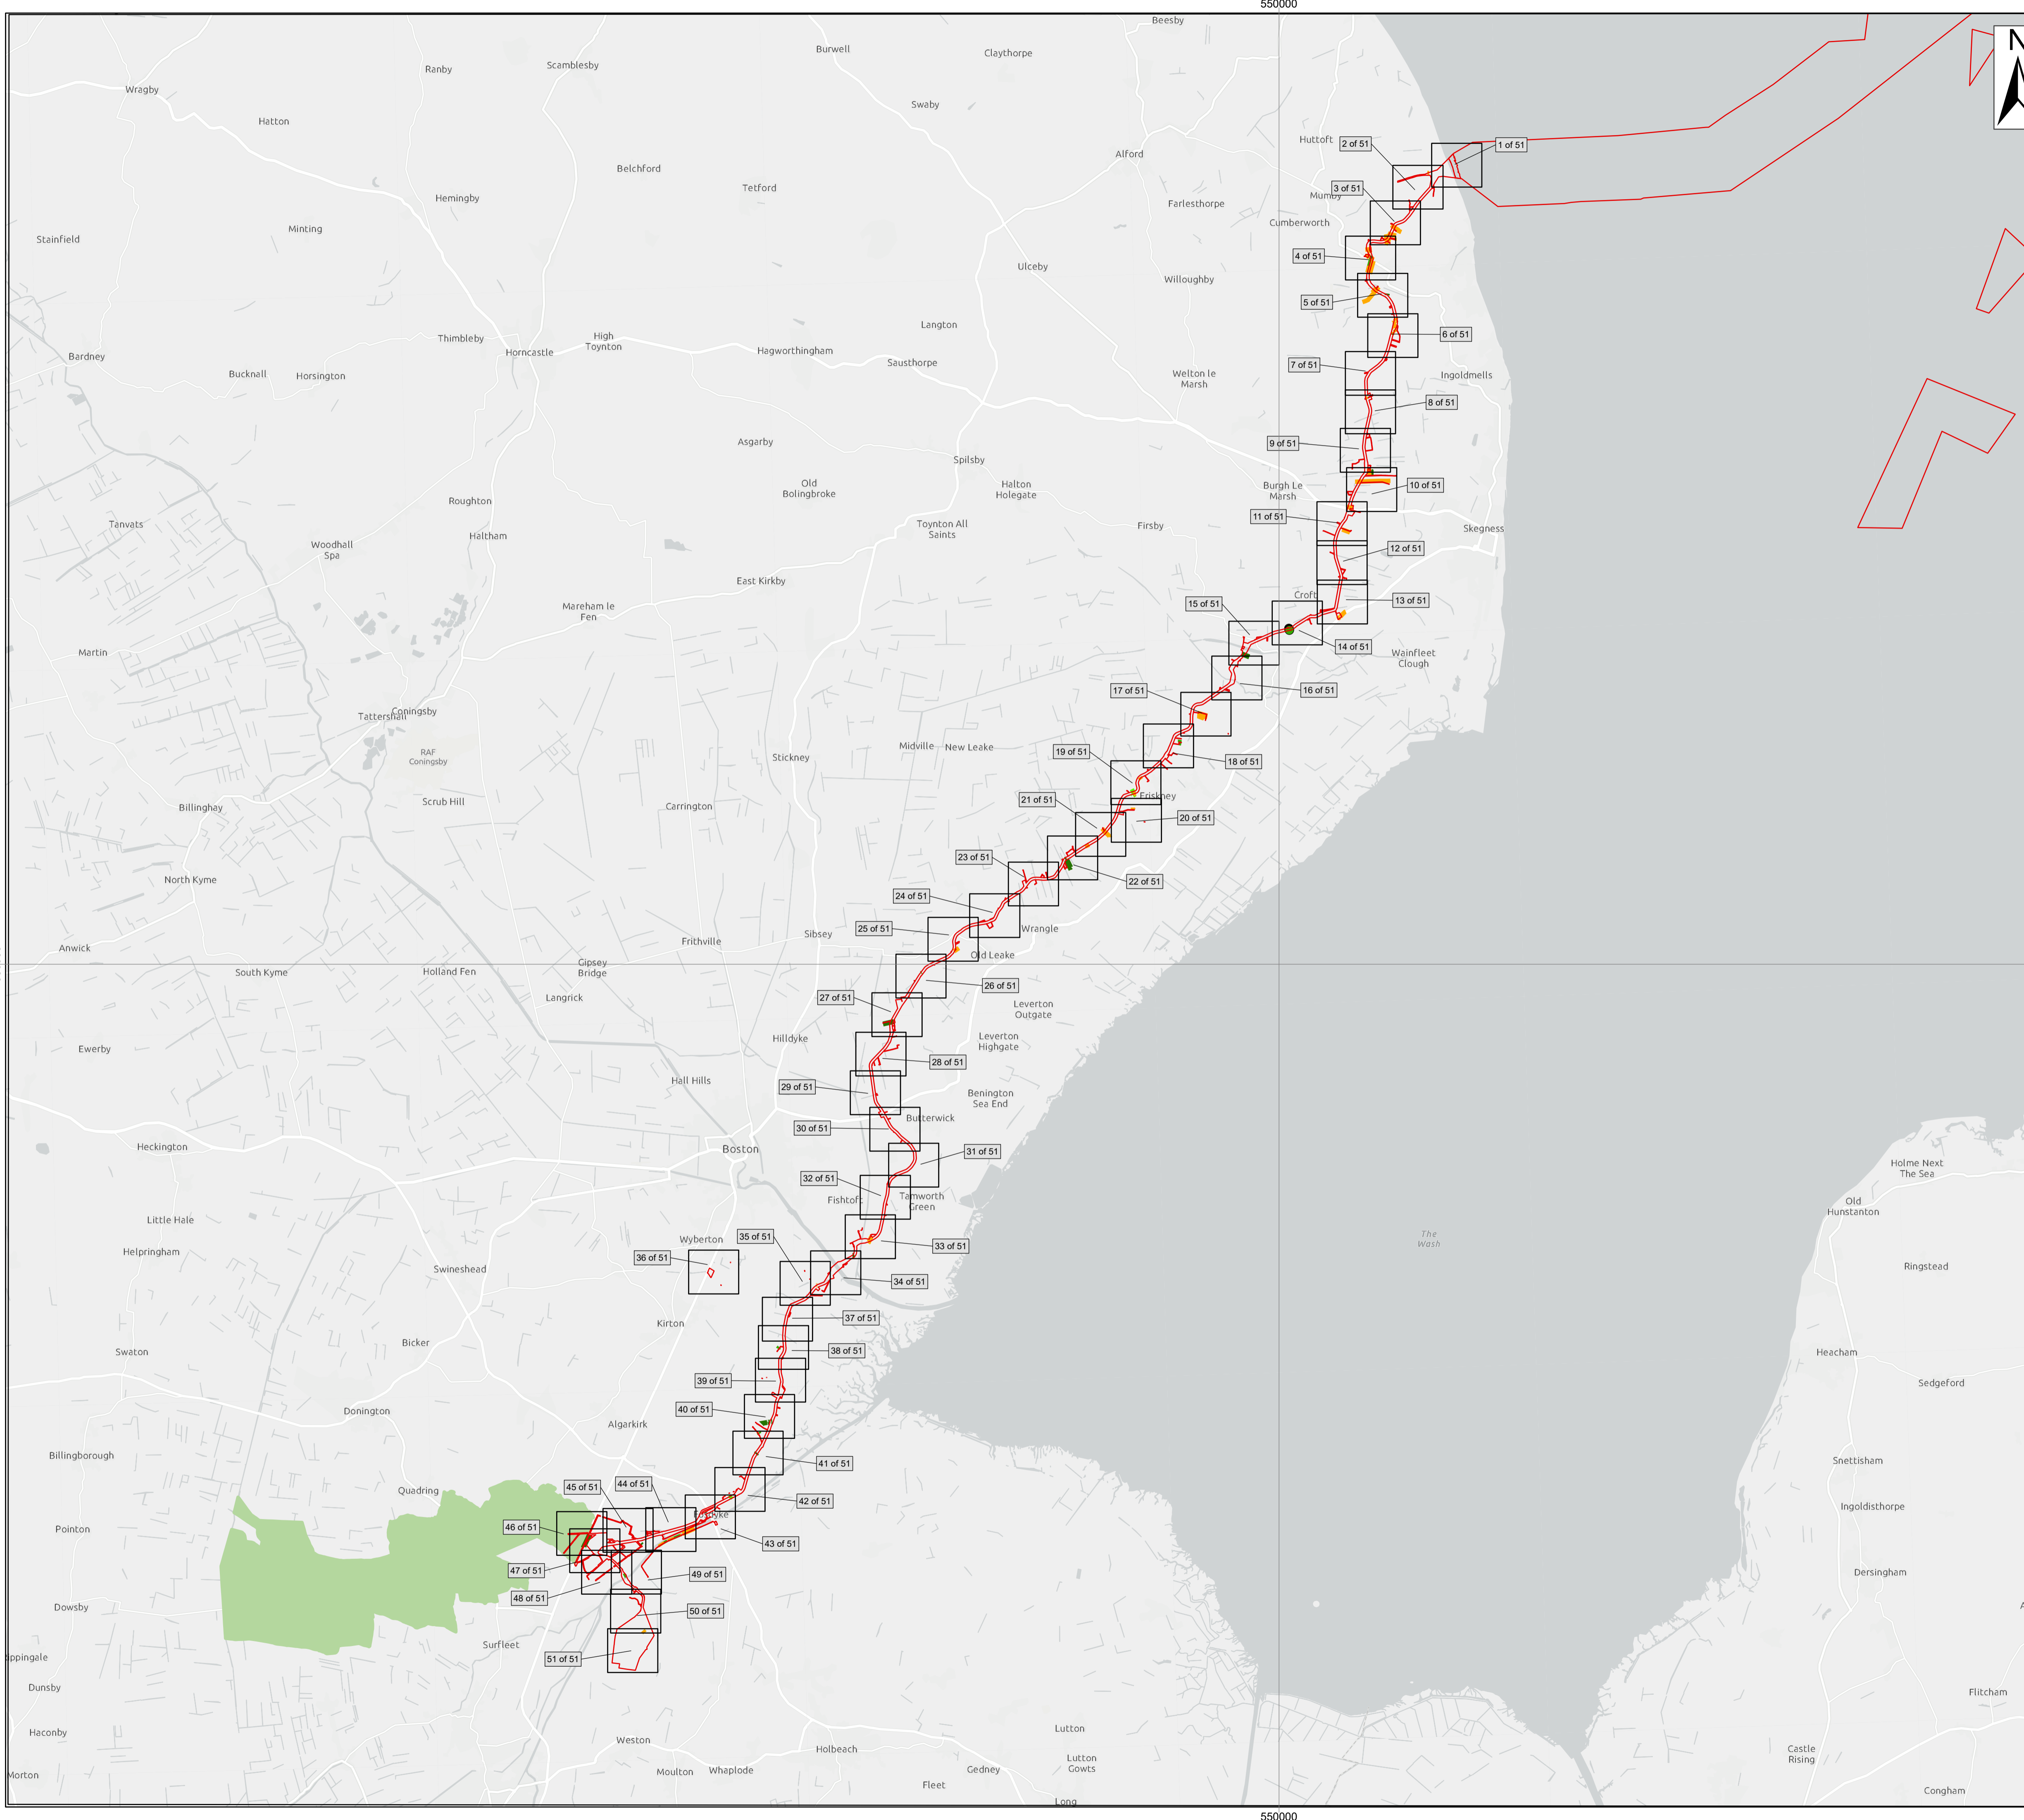 550000
N
Beesby
Burwell
Claythorpe
Scamblesby
Ranby
Wragby
Swaby
Hatton
Huttoft
2 of 51
1 of 51
Alford
Belchford
Tetford
3 of 51
Mumby
Hemingby
Farlesthorpe
Cumberworth
Minting
Stainfield
4 of 51
Ulceby
Willoughby
5 of 51
Langton
6 of 51
Thimbleby
High
Toynton
Horncastle
Hagworthingham
Bardney
Sausthorpe
7 of 51
Bucknall
Horsington
Welton le
Marsh
Ingoldmells
8 of 51
Asgarby
9 of 51
Spilsby
Old
Bolingbroke
Halton
Holegate
Burgh Le
Marsh
10 of 51
Roughton
11 of 51
Tanvats
Toynton All
Saints
Firsby
Skegness
Haltham
Woodhall
Spa
12 of 51
East Kirkby
Croft
13 of 51
15 of 51
Mareham le
Fen
14 of 51
Martin
Wainfleet
Clough
17 of 51
16 of 51
Coningsby
Tattershall
Midville
New Leake
19 of 51
RAF
Coningsby
Stickney
18 of 51
Friskney
21 of 51
Scrub Hill
Carrington
Billinghay
20 of 51
23 of 51
North Kyme
22 of 51
24 of 51
25 of 51
Wrangle
Sibsey
Frithville
Anwick
Old Leake
Gipsey
Bridge
South Kyme
Holland Fen
26 of 51
27 of 51
Langrick
Leverton
Outgate
Hilldyke
Leverton
Highgate
Ewerby
28 of 51
Hall Hills
29 of 51
Benington
Sea End
Butterwick
30 of 51
Heckington
Boston
31 of 51
Holme Next
The Sea
32 of 51
Fishtoft
Tamworth
Green
Old
Hunstanton
Little Hale
Wyberton
35 of 51
33 of 51
The
Wash
Helpringham
36 of 51
Swineshead
34 of 51
Ringstead
37 of 51
Kirton
Bicker
38 of 51
Swaton
Heacham
39 of 51
Sedgeford
Donington
40 of 51
Algarkirk
Billingborough
41 of 51
Snettisham
44 of 51
45 of 51
Quadring
42 of 51
Ingoldisthorpe
Fosdyke
46 of 51
Pointon
43 of 51
47 of 51
49 of 51
Dersingham
48 of 51
Dowsby
50 of 51
Surfleet
51 of 51
ippingale
Dunsby
Flitcham
Haconby
Lutton
Weston
Holbeach
Castle
Rising
Lutton
Gowts
Moulton
Whaplode
Gedney
Morton
Fleet
Congham
Long
550000